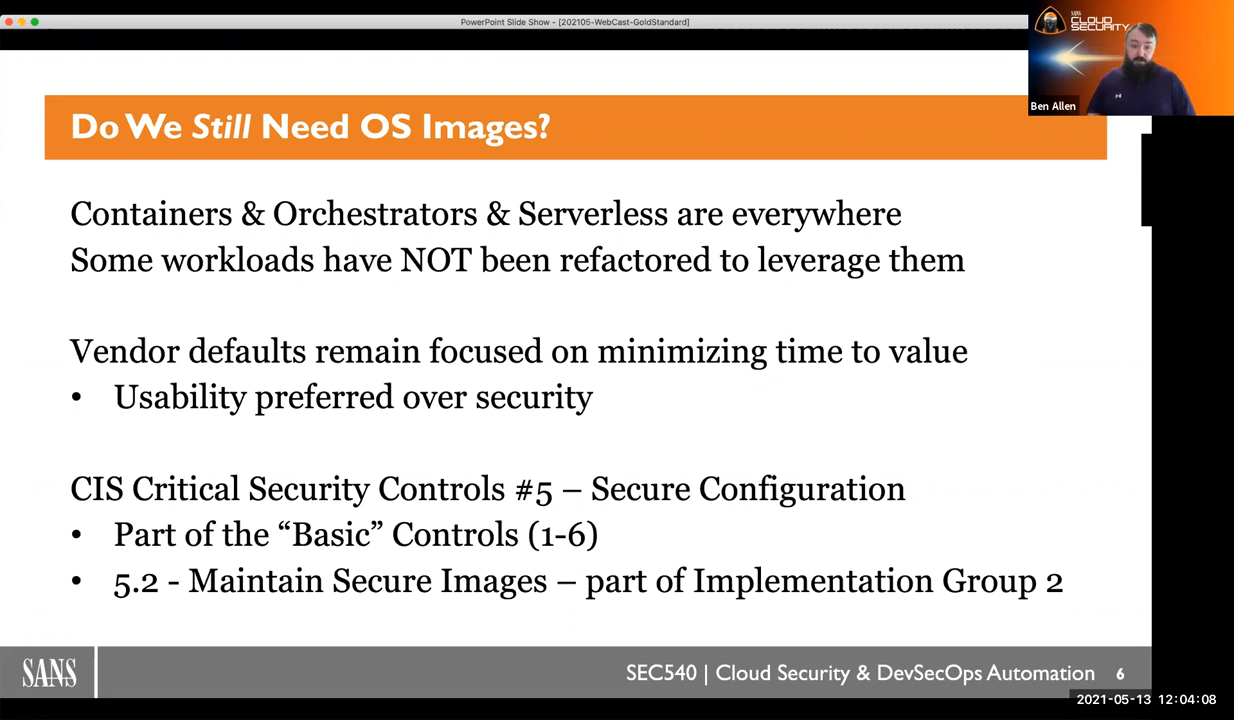 PowerPoint Slide Show - [202105-WebCast-GoldStandard]
SANS
CLOUD
SECURITY
Ben Allen
Do We Still Need OS Images?
Containers & Orchestrators & Serverless are everywhere
Some workloads have NOT been refactored to leverage them
Vendor defaults remain focused on minimizing time to value
• Usability preferred over security
CIS Critical Security Controls #5 – Secure Configuration
• Part of the “Basic” Controls (1-6)
• 5.2 - Maintain Secure Images – part of Implementation Group 2
SANS
SEC540 | Cloud Security & DevSecOps Automation 6
2021-05-13 12:04:08